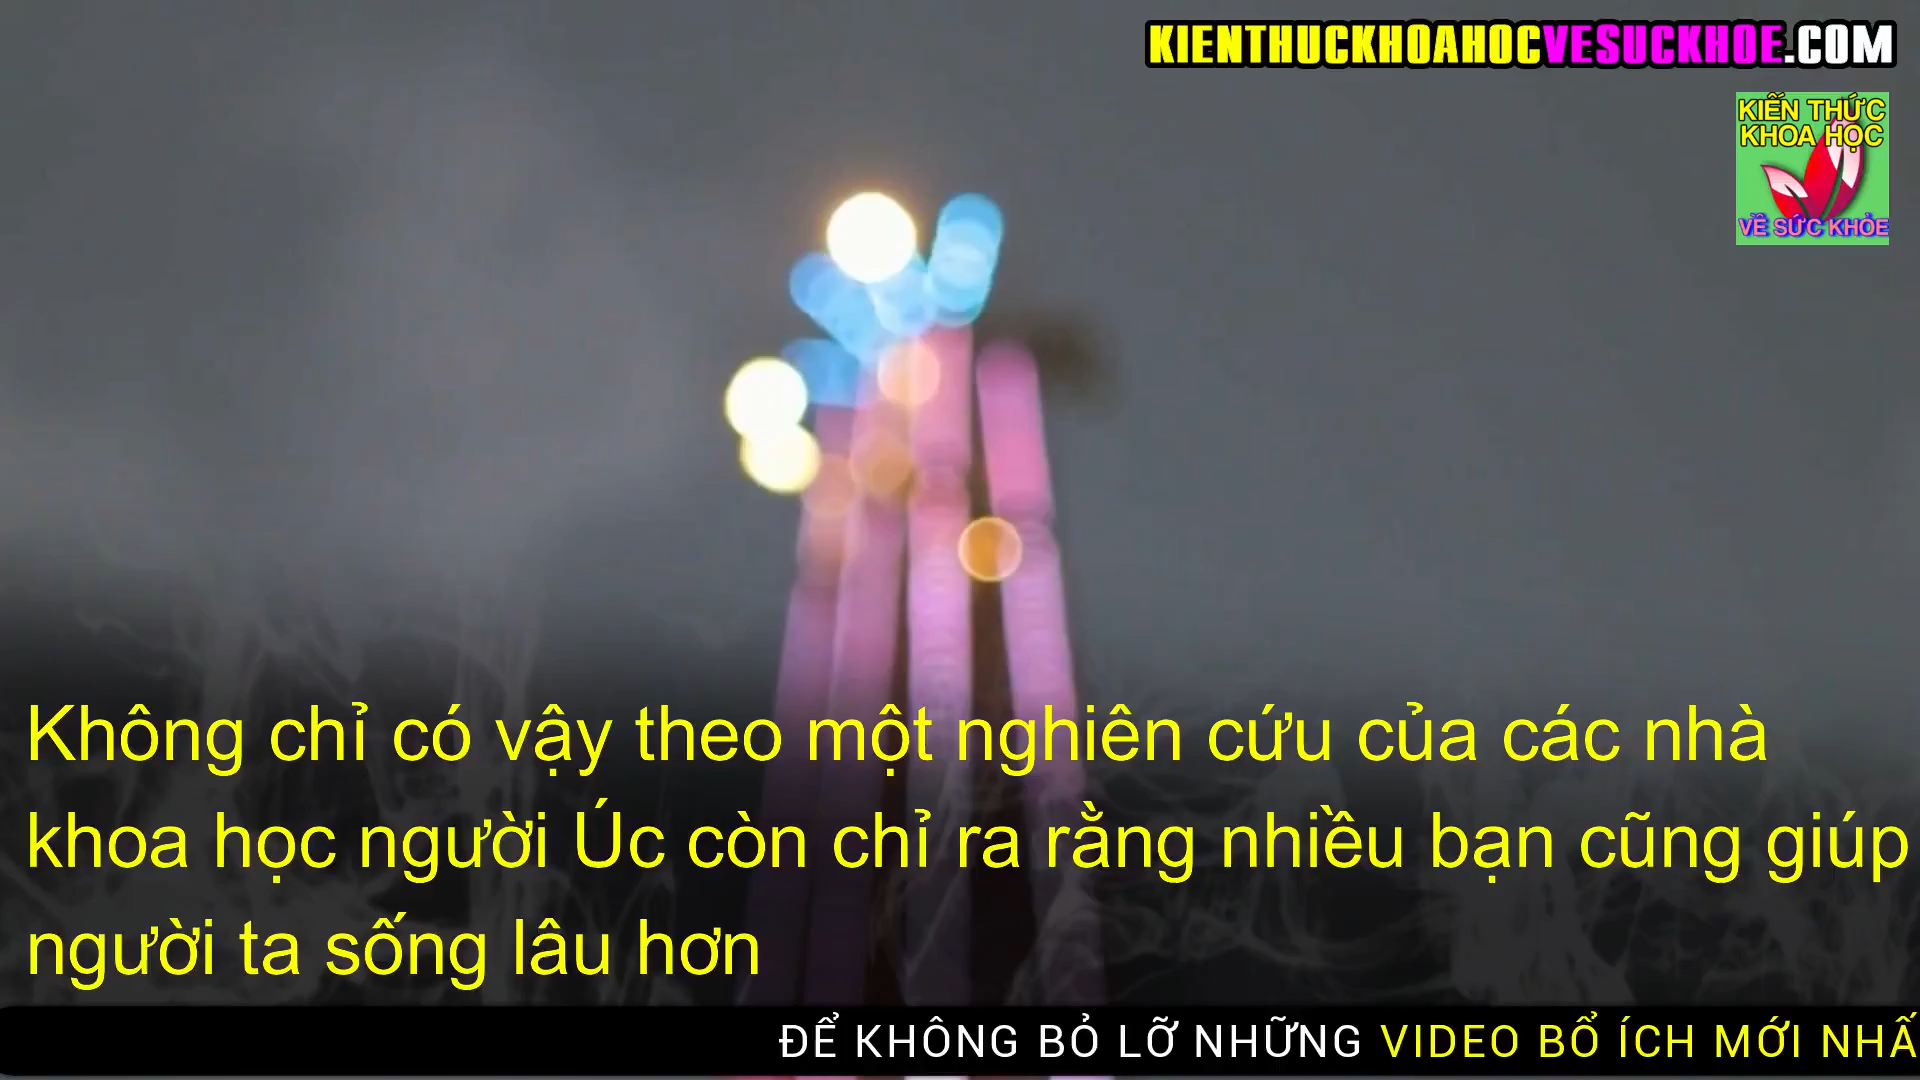 KIENTHUCKHOAHOCVESUCKHOE.COM
KIẾN THỨC
KHOA HỌC
VỀ SỨC KHỎE
Không chỉ có vậy theo một nghiên cứu của các nhà
khoa học người Úc còn chỉ ra rằng nhiều bạn cũng giúp
người ta sống lâu hơn
ĐỂ KHÔNG BỎ LỠ NHỮNG VIDEO BỔ ÍCH MỚI NHẤ